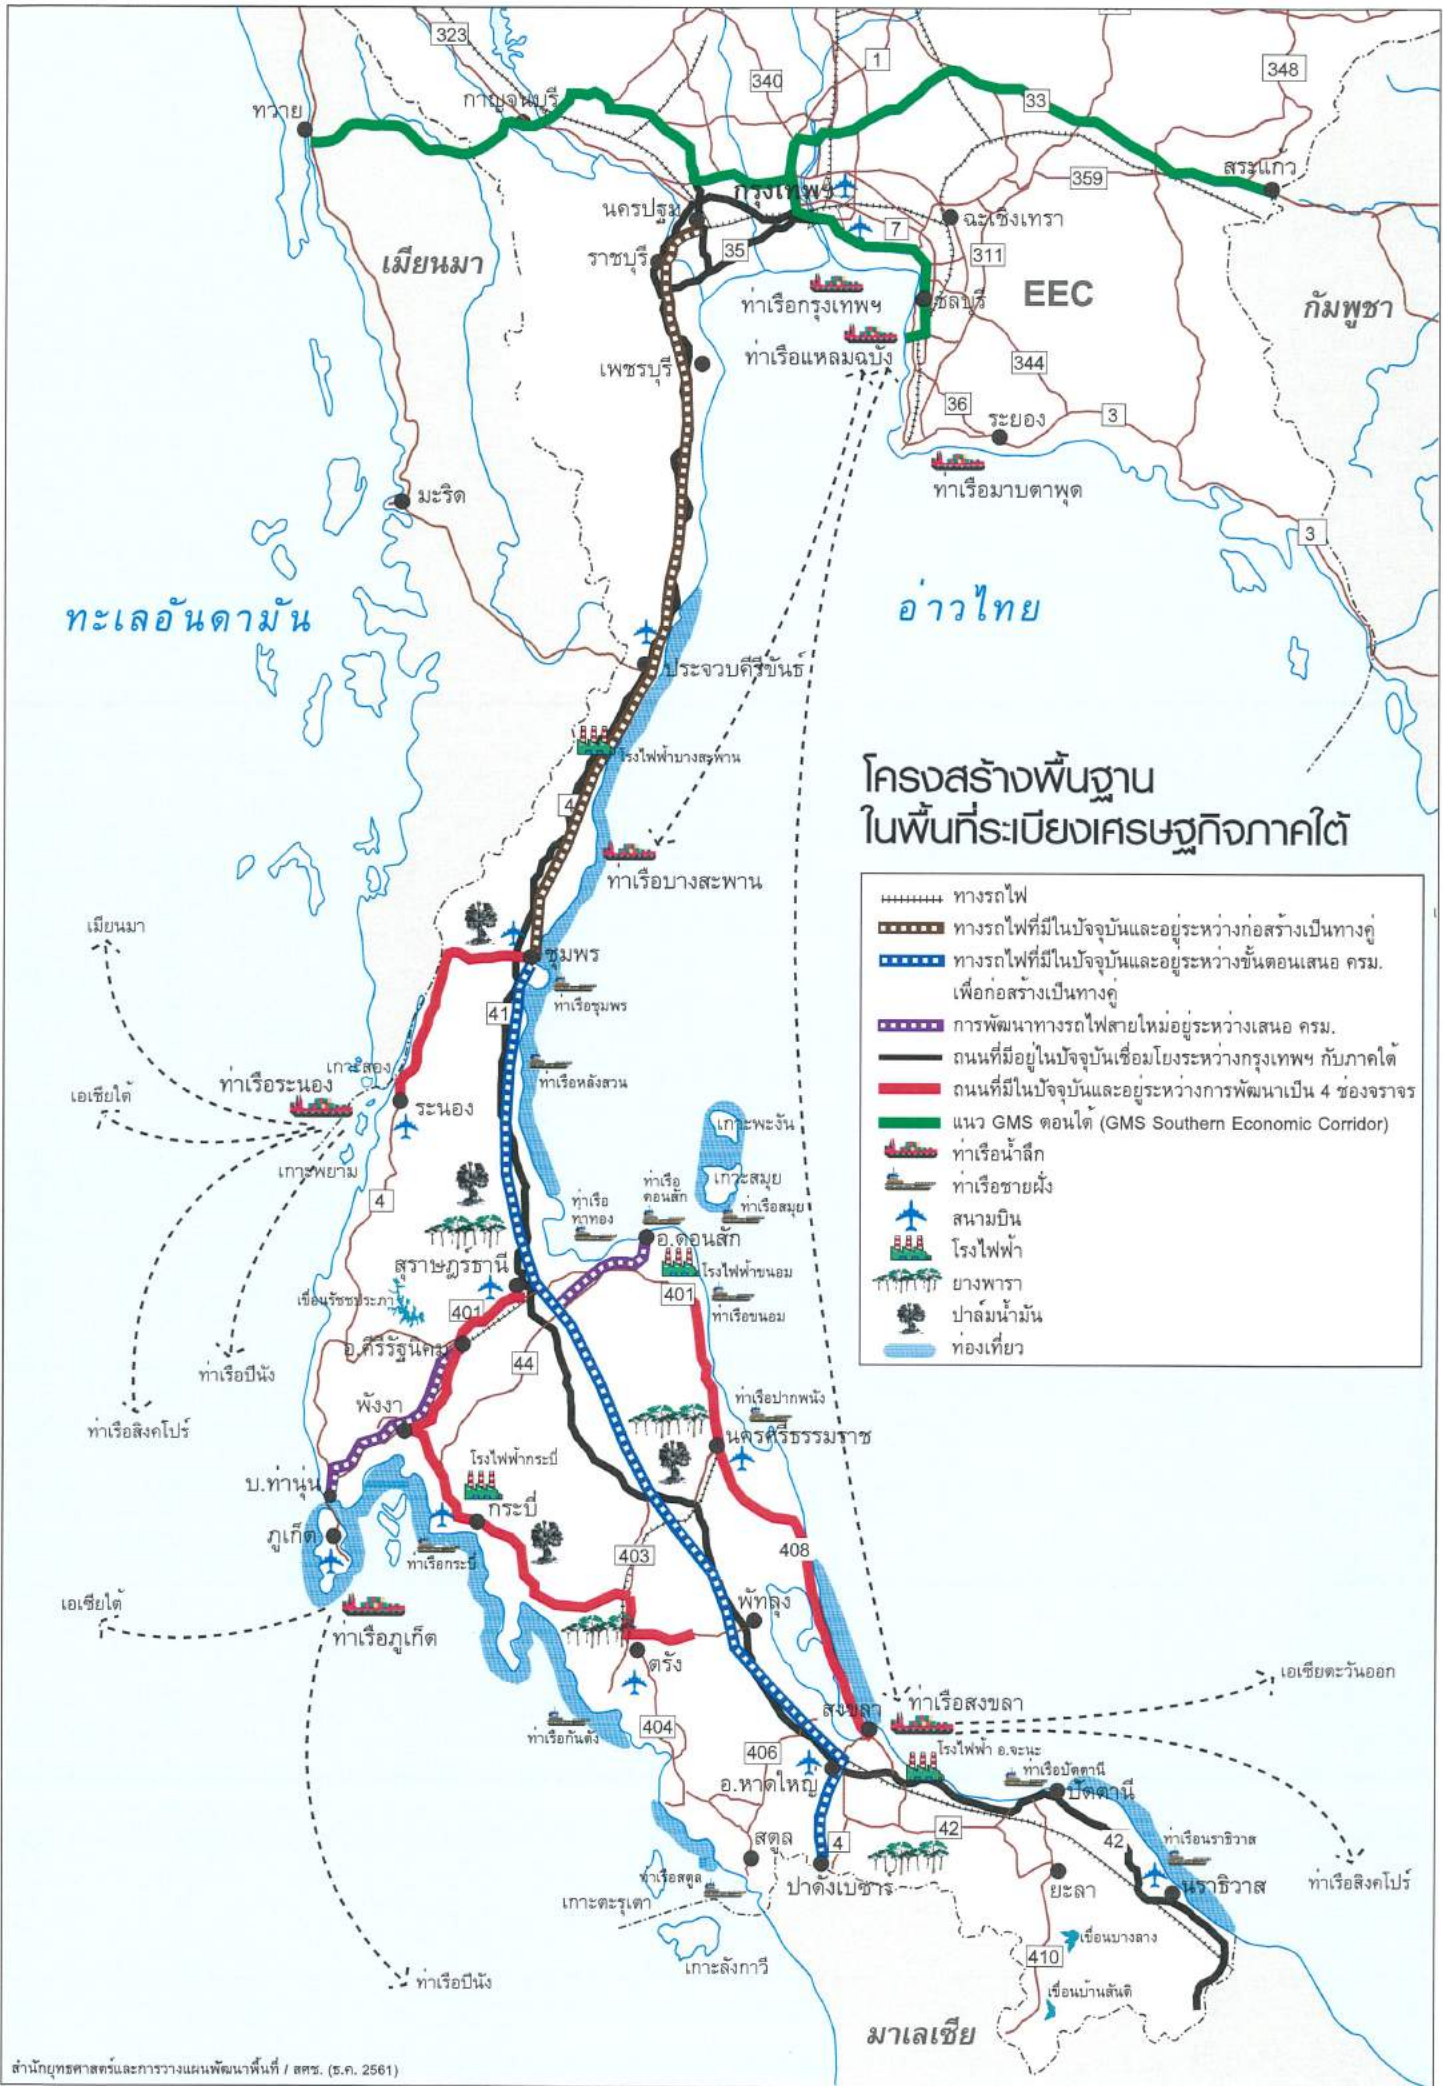 323
340
1
348
33
กาญจนบุรี
ทวาย
สระแก้ว
359
กรุงเทพฯ
นครปฐม
ฉะเชิงเทรา
7
35
311
ราชบุรี
เมียนมา
EEC
ท่าเรือกรุงเทพฯ
ชลบุรี
กัมพูชา
ท่าเรือแหลมฉบัง
เพชรบุรี
344
36
ระยอง
3
ท่าเรือมาบตาพุด
มะริด
3
ทะเลอันดามัน
อ่าวไทย
ประจวบคีรีขันธ์
โรงไฟฟ้าบางสะพาน
4
ท่าเรือบางสะพาน
โครงสร้างพื้นฐาน
ในพื้นที่ระเบียงเศรษฐกิจภาคใต้
ทางรถไฟ
ทางรถไฟที่มีในปัจจุบันและอยู่ระหว่างก่อสร้างเป็นทางคู่
ทางรถไฟที่มีในปัจจุบันและอยู่ระหว่างขั้นตอนเสนอ ครม.
เพื่อก่อสร้างเป็นทางคู่
การพัฒนาทางรถไฟสายใหม่อยู่ระหว่างเสนอ ครม.
ถนนที่มีอยู่ในปัจจุบันเชื่อมโยงระหว่างกรุงเทพฯ กับภาคใต้
ถนนที่มีในปัจจุบันและอยู่ระหว่างการพัฒนาเป็น 4 ช่องจราจร
แนว GMS ตอนใต้ (GMS Southern Economic Corridor)
ท่าเรือน้ำลึก
ท่าเรือชายฝั่ง
สนามบิน
โรงไฟฟ้า
ยางพารา
ปาล์มน้ำมัน
ท่องเที่ยว
เมียนมา
ชุมพร
ท่าเรือชุมพร
41
เกาะสอง
ท่าเรือหลังสวน
ท่าเรือระนอง
เอเซียใต้
ระนอง
เกาะพะงัน
เกาะพยาม
4
เกาะสมุย
ท่าเรือ
ดอนสัก
ท่าเรือ
ท่าทอง
ท่าเรือสมุย
อ.ดอนสัก
สุราษฎร์ธานี
โรงไฟฟ้าขนอม
เขื่อนรัชชประภา
401
401
ท่าเรือขนอม
อ.คีรีรัฐนิคม
44
ท่าเรือปีนัง
พังงา
ท่าเรือปากพนัง
ท่าเรือสิงคโปร์
นครศรีธรรมราช
โรงไฟฟ้ากระบี่
บ.ท่านุ่น
กระบี่
ภูเก็ต
ท่าเรือกระบี่
403
408
เอเซียใต้
พัทลุง
ท่าเรือภูเก็ต
ตรัง
เอเซียตะวันออก
สงขลา
ท่าเรือสงขลา
ท่าเรือกันตัง
404
406
โรงไฟฟ้า อ.จะนะ
อ.หาดใหญ่
ท่าเรือปัตตานี
ปัตตานี
42
42
สตูล
4
ท่าเรือนราธิวาส
ท่าเรือสตูล
ปาดังเบซาร์
ยะลา
นราธิวาส
ท่าเรือสิงคโปร์
เกาะตะรุเตา
เขื่อนบางลาง
410
เกาะลังกาวี
ท่าเรือปีนัง
เขื่อนบ้านสันติ
มาเลเซีย
สำนักยุทธศาสตร์และการวางแผนพัฒนาพื้นที่ / สศช. (ธ.ค. 2561)